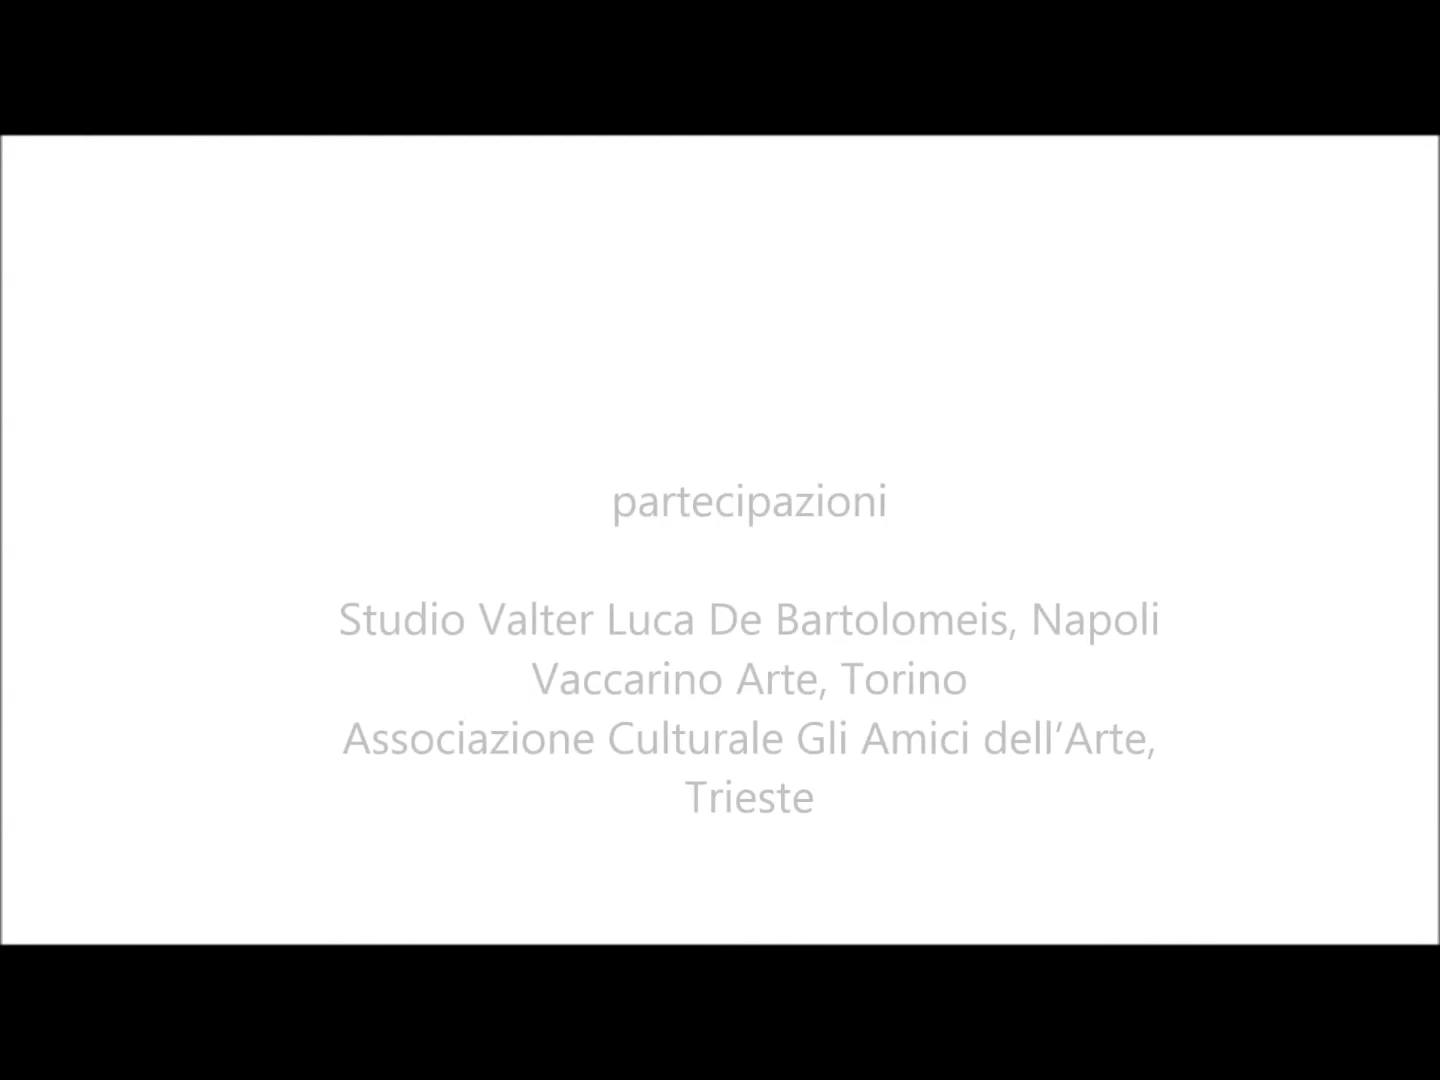 partecipazioni
Studio Valter Luca De Bartolomeis, Napoli
Vaccarino Arte, Torino
Associazione Culturale Gli Amici dell’Arte,
Trieste